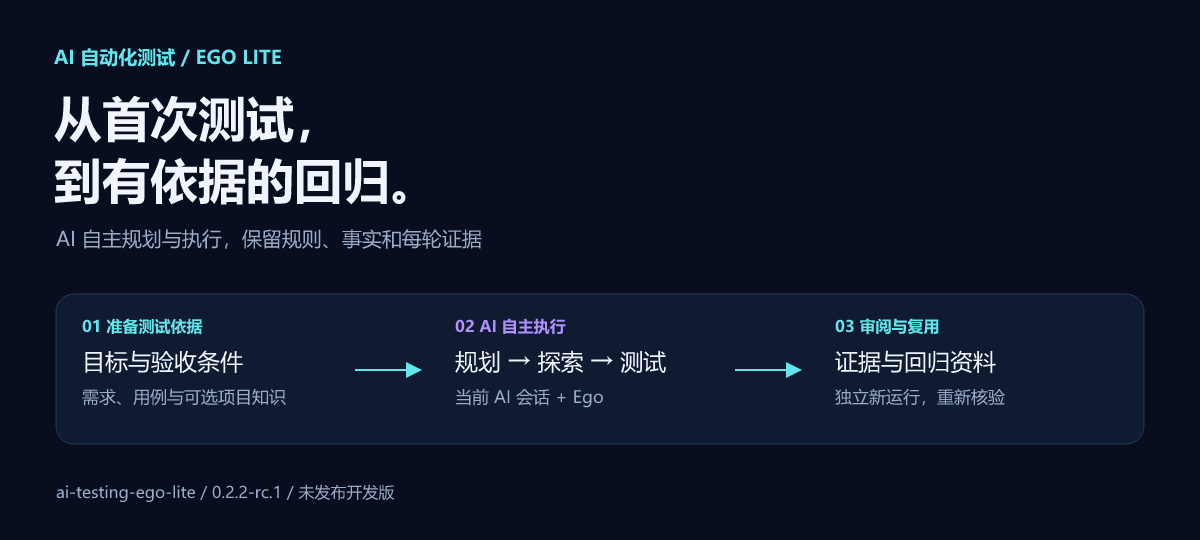 AI 自动化测试 / EGO LITE
从首次测试，
到有依据的回归。
AI 自主规划与执行，保留规则、事实和每轮证据
01 准备测试依据
目标与验收条件
需求、用例与可选项目知识
02 AI 自主执行
规划 → 探索 → 测试
当前 AI 会话 + Ego
03 审阅与复用
证据与回归资料
独立新运行，重新核验
ai-testing-ego-lite / 0.2.2-rc.1 / 未发布开发版